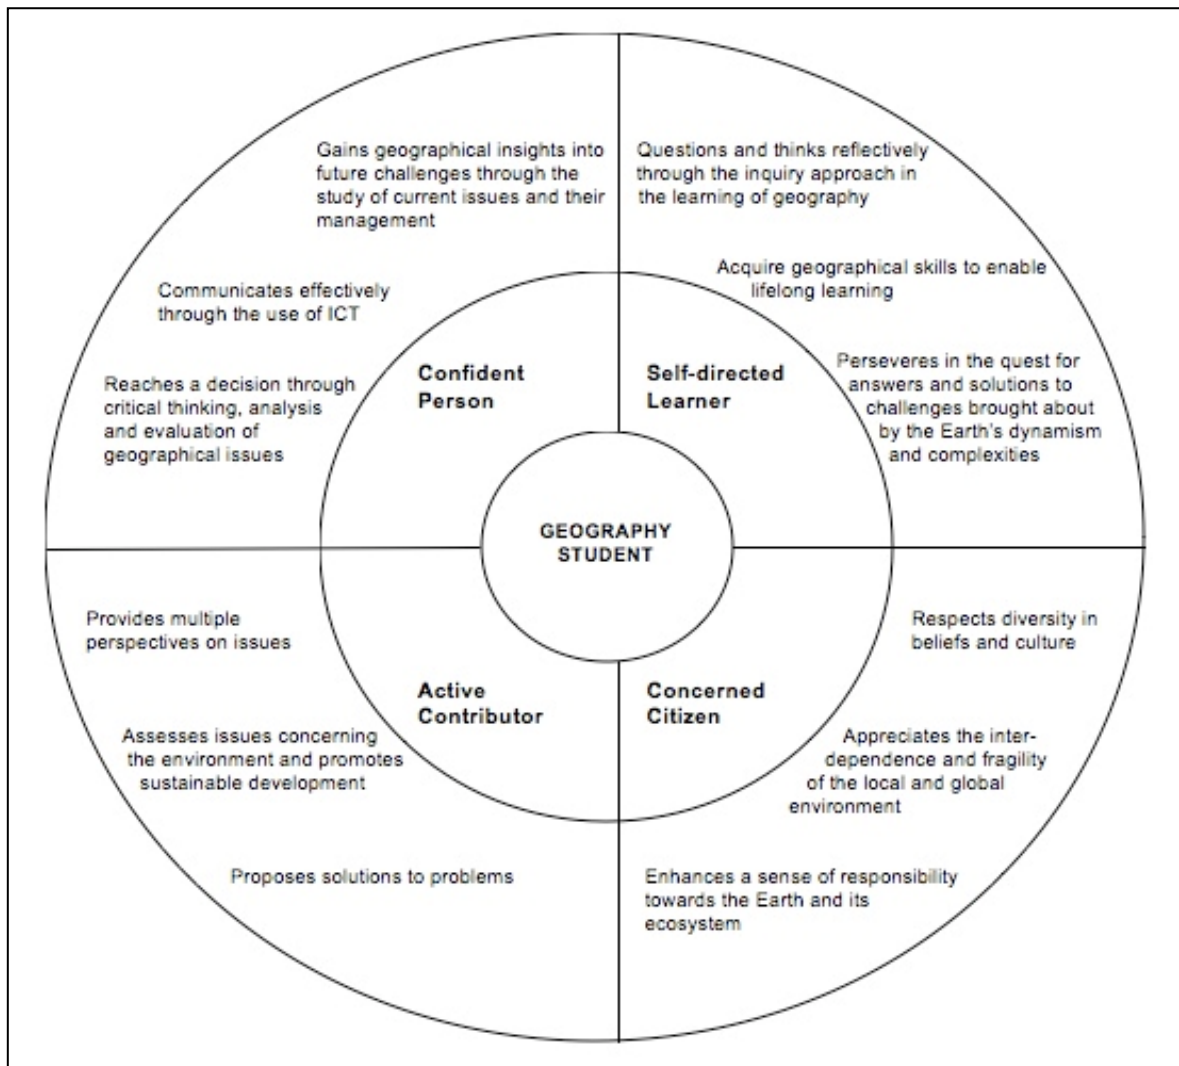 Gains geographical insights into
future challenges through the
study of current issues and their
management
Communicates effectively
through the use of ICT
Reaches a decision through
critical thinking, analysis
and evaluation of
geographical issues
Confident
Person
Questions and thinks reflectively
through the inquiry approach in
the learning of geography
Acquire geographical skills to enable
lifelong learning
Perseveres in the quest for
answers and solutions to
challenges brought about
by the Earth's dynamism
and complexities
Self-directed
Learner
GEOGRAPHY
STUDENT
Provides multiple
perspectives on issues
Assesses issues concerning
the environment and promotes
sustainable development
Proposes solutions to problems
Active
Contributor
Concerned
Citizen
Respects diversity in
beliefs and culture
Appreciates the inter-
dependence and fragility
of the local and global
environment
Enhances a sense of responsibility
towards the Earth and its
ecosystem